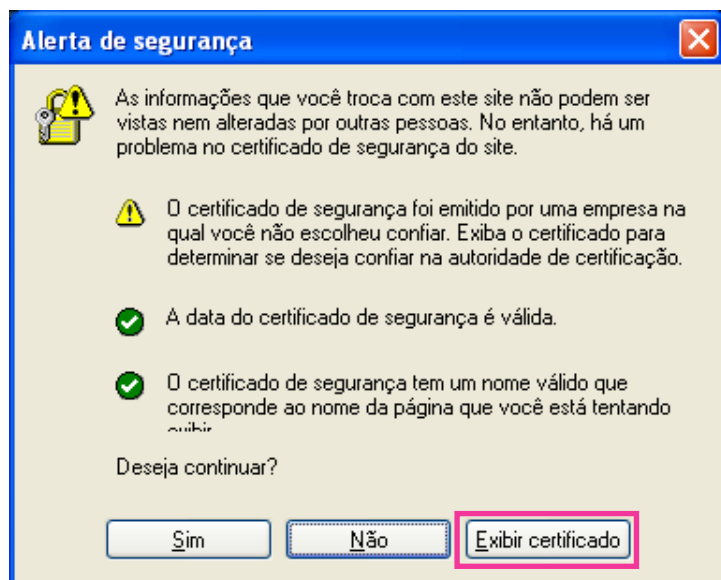 Alerta de segurança
As informações que você troca com este site não podem ser
vistas nem alteradas por outras pessoas. No entanto, há um
problema no certificado de segurança do site.
O certificado de segurança foi emitido por uma empresa na
qual você não escolheu confiar. Exiba o certificado para
determinar se deseja confiar na autoridade de certificação.
A data do certificado de segurança é válida.
O certificado de segurança tem um nome válido que
corresponde ao nome da página que você está tentando
exibir.
Deseja continuar?
Sim
Não
Exibir certificado